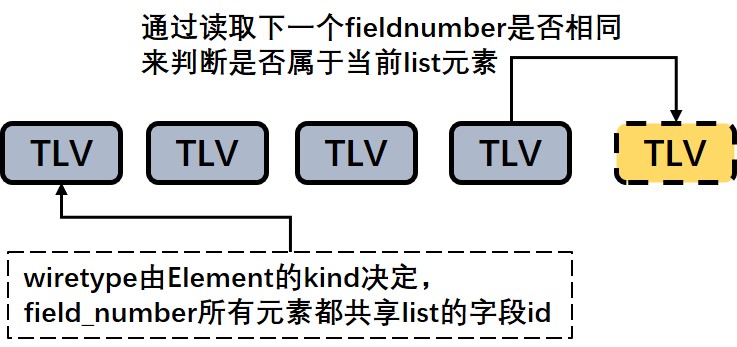 通过读取下一个fieldnumber是否相同
来判断是否属于当前list元素
TLV TLV TLV TLV TLV
wiretype由Element的kind决定，
field_number所有元素都共享list的字段id